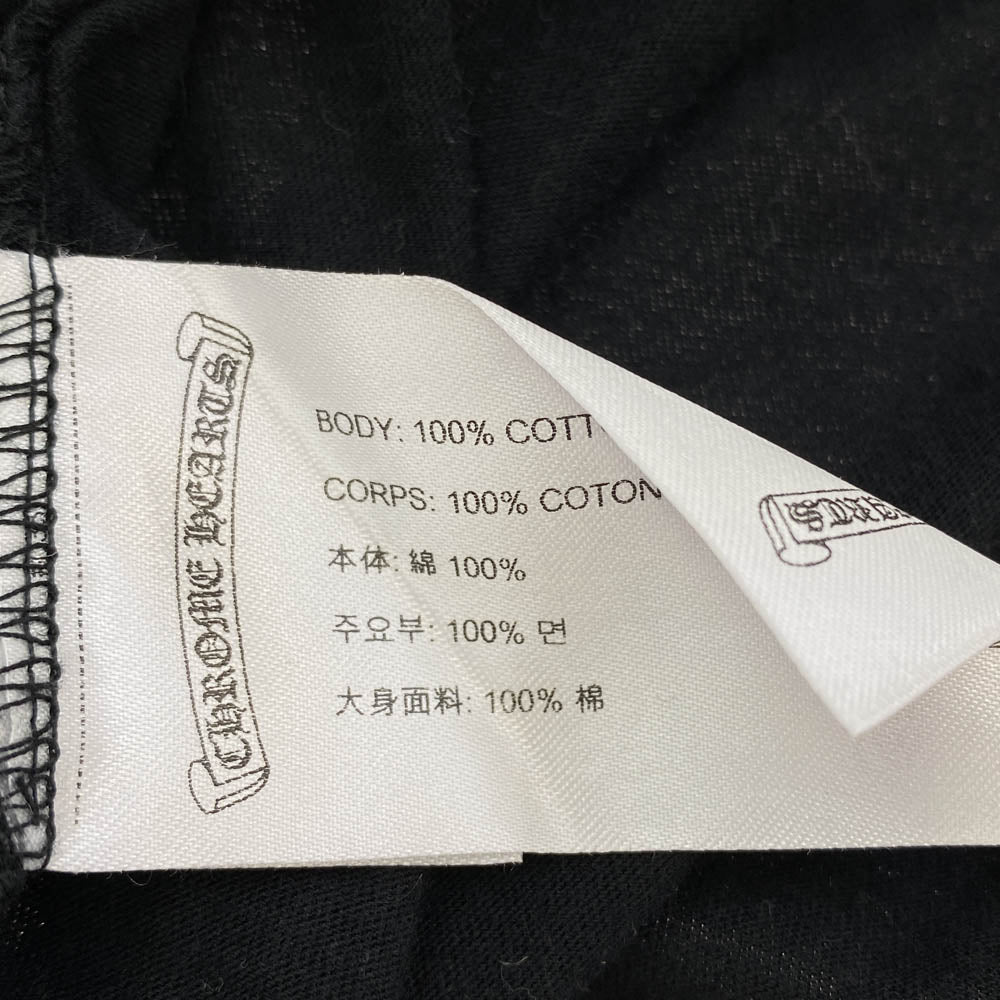 CHROME HEARTS
BODY: 100% COTT
CORPS: 100% COTON
本体: 綿 100%
주요부: 100% 면
大身面料: 100% 棉